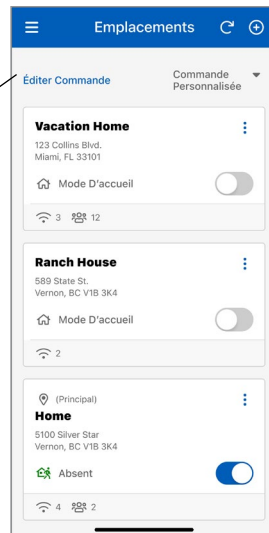 Emplacements
Éditer Commande
Commande
Personnalisée
Vacation Home
123 Collins Blvd.
Miami, FL 33101
Mode D'accueil
3 12
Ranch House
589 State St.
Vernon, BC V1B 3K4
Mode D'accueil
2
(Principal)
Home
5100 Silver Star
Vernon, BC V1B 3K4
Absent
4 2